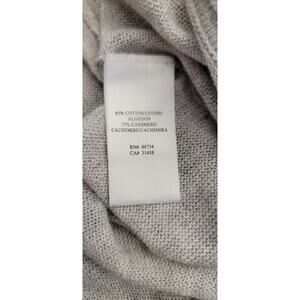 85% COTTON/COTON/
ALGODON
15% CASHMERE/
CACHEMIRE/CACHEMIRA
RN# 80734
CA# 31458